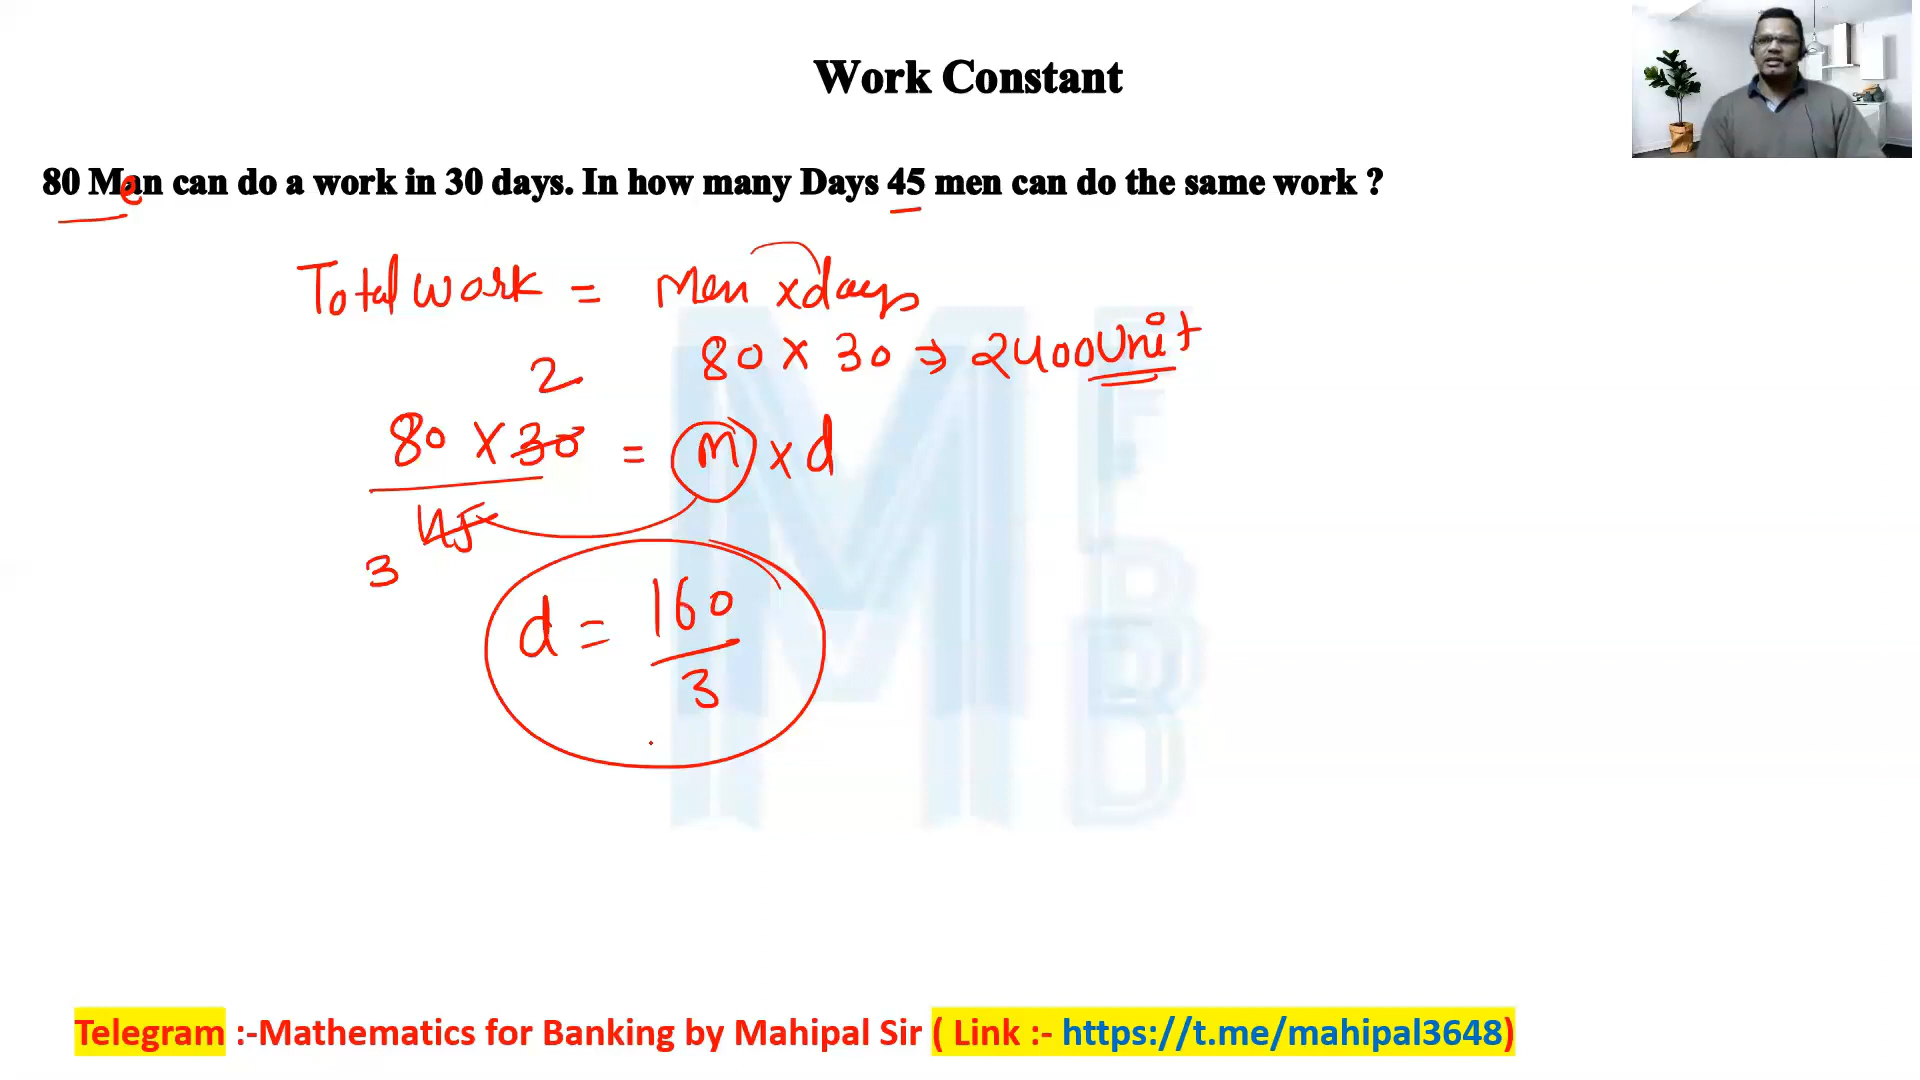 Work Constant
80 Man can do a work in 30 days. In how many Days 45 men can do the same work ?
e
Total work = Men x days
80 x 30 → 2400 Unit
2
80 x 30 = m x d
45
3
d = 160
3
M
F
B
B
Telegram :-Mathematics for Banking by Mahipal Sir ( Link :- https://t.me/mahipal3648)